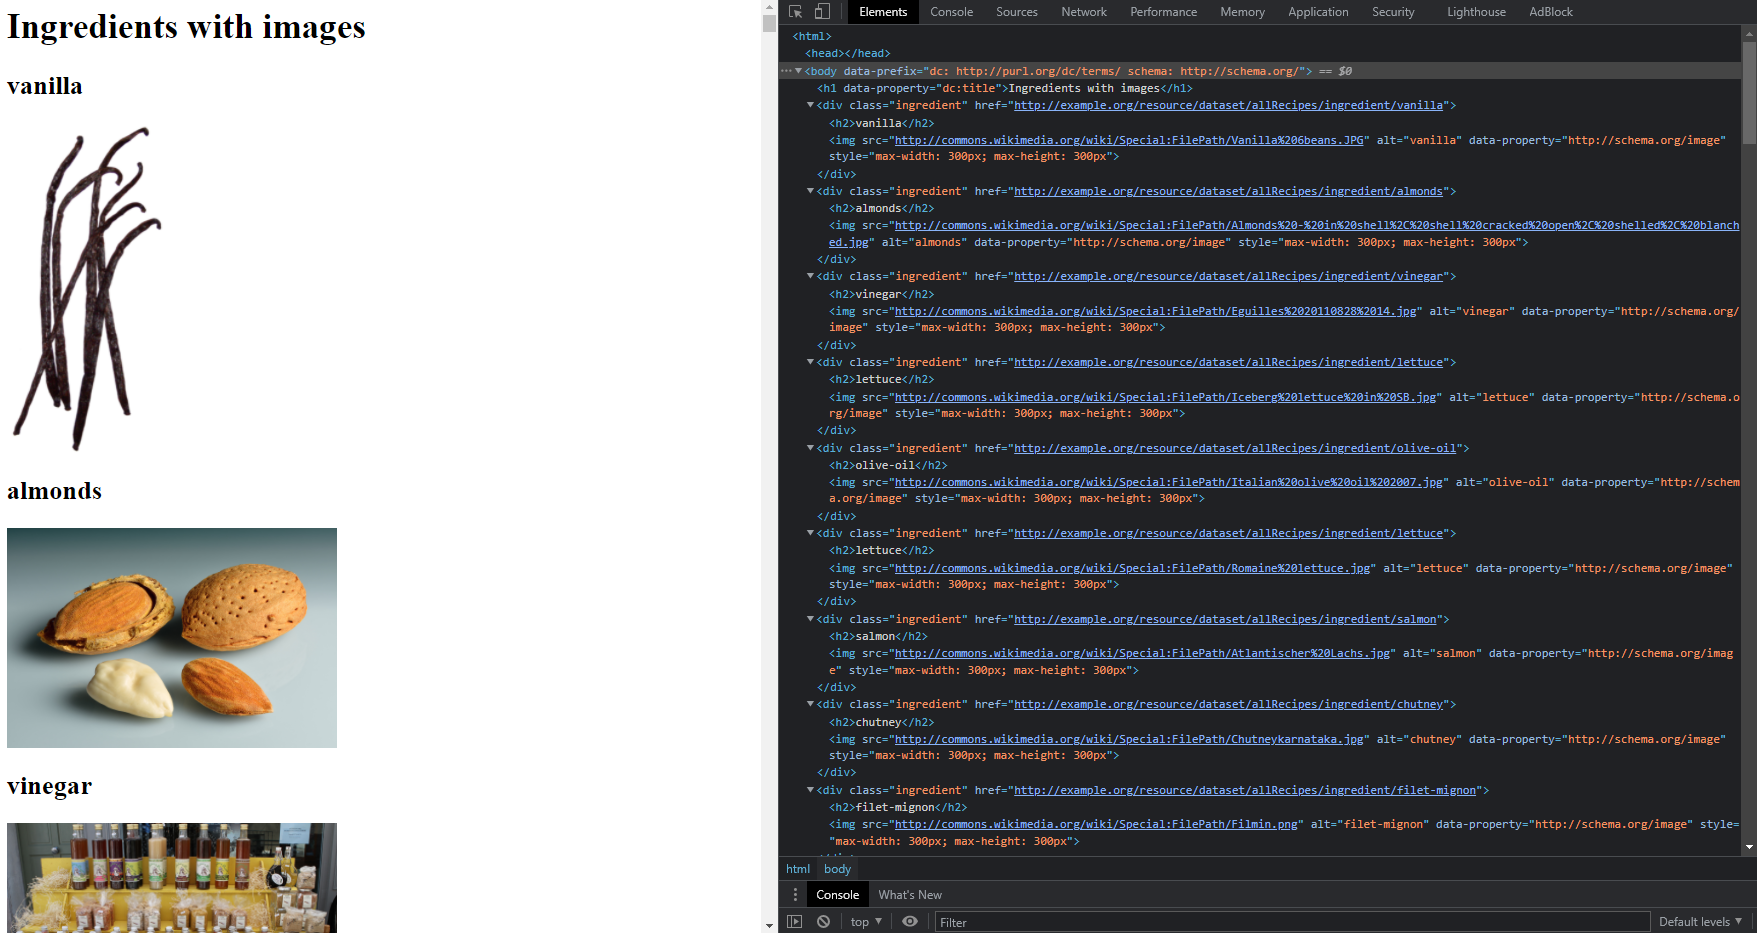 Ingredients with images
vanilla
almonds
vinegar
Elements Console Sources Network Performance Memory Application Security Lighthouse AdBlock
<html>
<head></head>
<body data-prefix="dc: http://purl.org/dc/terms/ schema: http://schema.org/"> == $0
<h1 data-property="dc:title">Ingredients with images</h1>
<div class="ingredient" href="http://example.org/resource/dataset/allRecipes/ingredient/vanilla">
<h2>vanilla</h2>
<img src="http://commons.wikimedia.org/wiki/Special:FilePath/Vanilla%206beans.JPG" alt="vanilla" data-property="http://schema.org/image"
style="max-width: 300px; max-height: 300px">
</div>
<div class="ingredient" href="http://example.org/resource/dataset/allRecipes/ingredient/almonds">
<h2>almonds</h2>
<img src="http://commons.wikimedia.org/wiki/Special:FilePath/Almonds%20-%20in%20shell%2C%20shell%20cracked%20open%2C%20shelled%2C%20blanch
ed.jpg" alt="almonds" data-property="http://schema.org/image" style="max-width: 300px; max-height: 300px">
</div>
<div class="ingredient" href="http://example.org/resource/dataset/allRecipes/ingredient/vinegar">
<h2>vinegar</h2>
<img src="http://commons.wikimedia.org/wiki/Special:FilePath/Eguilles%2020110828%2014.jpg" alt="vinegar" data-property="http://schema.org/
image" style="max-width: 300px; max-height: 300px">
</div>
<div class="ingredient" href="http://example.org/resource/dataset/allRecipes/ingredient/lettuce">
<h2>lettuce</h2>
<img src="http://commons.wikimedia.org/wiki/Special:FilePath/Iceberg%20lettuce%20in%20SB.jpg" alt="lettuce" data-property="http://schema.o
rg/image" style="max-width: 300px; max-height: 300px">
</div>
<div class="ingredient" href="http://example.org/resource/dataset/allRecipes/ingredient/olive-oil">
<h2>olive-oil</h2>
<img src="http://commons.wikimedia.org/wiki/Special:FilePath/Italian%20olive%20oil%202007.jpg" alt="olive-oil" data-property="http://schem
a.org/image" style="max-width: 300px; max-height: 300px">
</div>
<div class="ingredient" href="http://example.org/resource/dataset/allRecipes/ingredient/lettuce">
<h2>lettuce</h2>
<img src="http://commons.wikimedia.org/wiki/Special:FilePath/Romaine%20lettuce.jpg" alt="lettuce" data-property="http://schema.org/image"
style="max-width: 300px; max-height: 300px">
</div>
<div class="ingredient" href="http://example.org/resource/dataset/allRecipes/ingredient/salmon">
<h2>salmon</h2>
<img src="http://commons.wikimedia.org/wiki/Special:FilePath/Atlantischer%20Lachs.jpg" alt="salmon" data-property="http://schema.org/imag
e" style="max-width: 300px; max-height: 300px">
</div>
<div class="ingredient" href="http://example.org/resource/dataset/allRecipes/ingredient/chutney">
<h2>chutney</h2>
<img src="http://commons.wikimedia.org/wiki/Special:FilePath/Chutneykarnataka.jpg" alt="chutney" data-property="http://schema.org/image"
style="max-width: 300px; max-height: 300px">
</div>
<div class="ingredient" href="http://example.org/resource/dataset/allRecipes/ingredient/filet-mignon">
<h2>filet-mignon</h2>
<img src="http://commons.wikimedia.org/wiki/Special:FilePath/Filmin.png" alt="filet-mignon" data-property="http://schema.org/image" style=
"max-width: 300px; max-height: 300px">
html body
Console What's New
top Filter Default levels